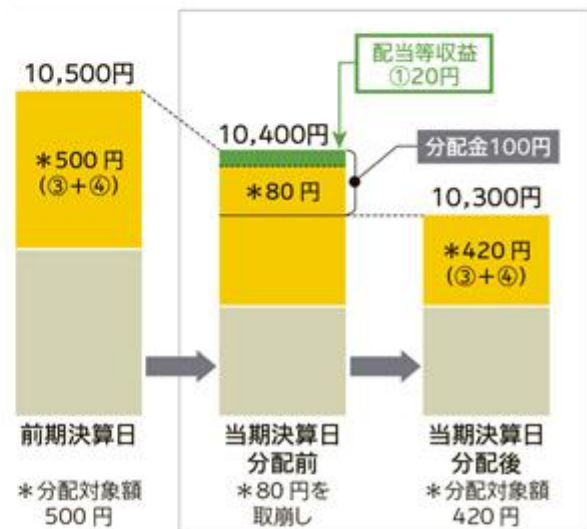 10,500円
*500円
(③+④)
配当等収益
①20円
10,400円
分配金100円
*80円
10,300円
*420円
(③+④)
前期決算日
*分配対象額
500円
当期決算日
分配前
*80円を
取崩し
当期決算日
分配後
*分配対象額
420円